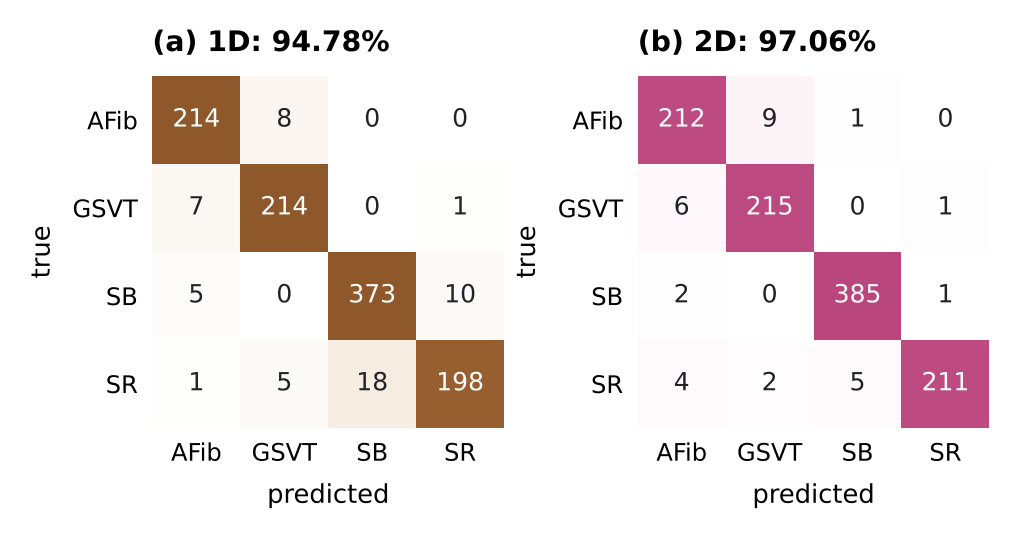 (a) 1D: 94.78%
true
AFib 214 8 0 0
GSVT 7 214 0 1
SB 5 0 373 10
SR 1 5 18 198
AFib GSVT SB SR
predicted
(b) 2D: 97.06%
true
AFib 212 9 1 0
GSVT 6 215 0 1
SB 2 0 385 1
SR 4 2 5 211
AFib GSVT SB SR
predicted